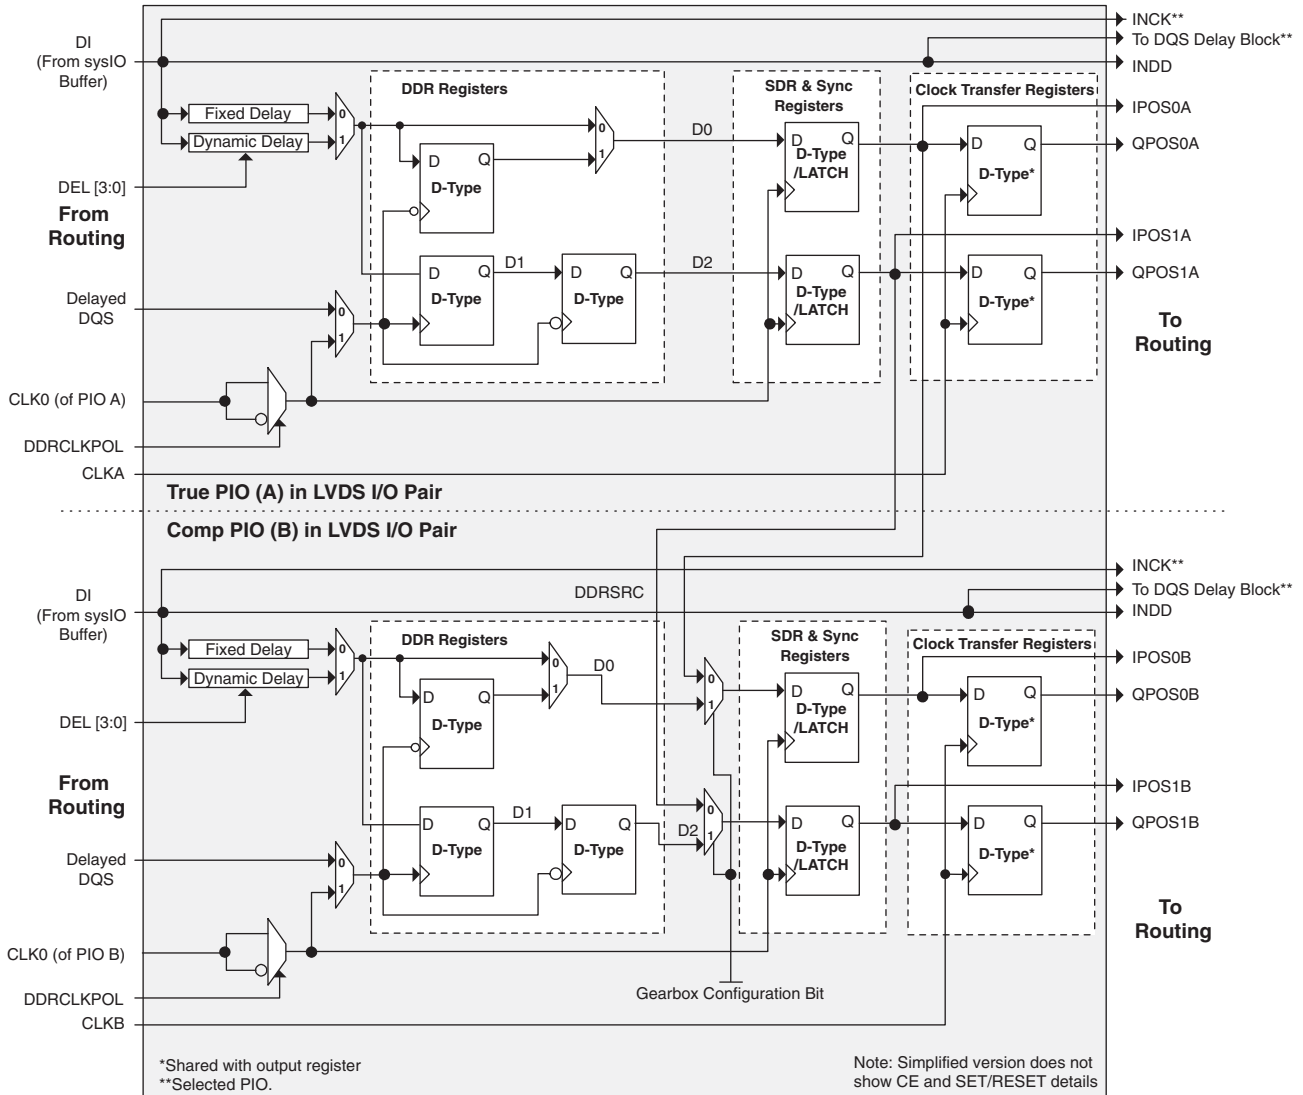 INCK**
DI
(From sysIO
Buffer)
To DQS Delay Block**
INDD
DDR Registers
SDR & Sync
Registers
Clock Transfer Registers
IPOS0A
Fixed Delay
0
0
D0
D
Q
D-Type
/LATCH
D
Q
D-Type*
QPOS0A
Dynamic Delay
1
1
D
Q
D-Type
DEL [3:0]
From
Routing
IPOS1A
D
Q
D-Type
D1
D
Q
D-Type
D2
D
Q
D-Type
/LATCH
D
Q
D-Type*
QPOS1A
Delayed
DQS
0
1
To
Routing
CLK0 (of PIO A)
DDRCLKPOL
CLKA
True PIO (A) in LVDS I/O Pair
Comp PIO (B) in LVDS I/O Pair
INCK**
DI
(From sysIO
Buffer)
DDRSRC
To DQS Delay Block**
INDD
DDR Registers
SDR & Sync
Registers
Clock Transfer Registers
IPOS0B
Fixed Delay
0
0
D0
0
Dynamic Delay
1
1
1
D
Q
D-Type
D
Q
D-Type
/LATCH
D
Q
D-Type*
QPOS0B
DEL [3:0]
From
Routing
IPOS1B
D
Q
D-Type
D1
D
Q
D-Type
D2
0
1
D
Q
D-Type
/LATCH
D
Q
D-Type*
QPOS1B
Delayed
DQS
0
1
To
Routing
CLK0 (of PIO B)
DDRCLKPOL
Gearbox Configuration Bit
CLKB
*Shared with output register
**Selected PIO.
Note: Simplified version does not
show CE and SET/RESET details